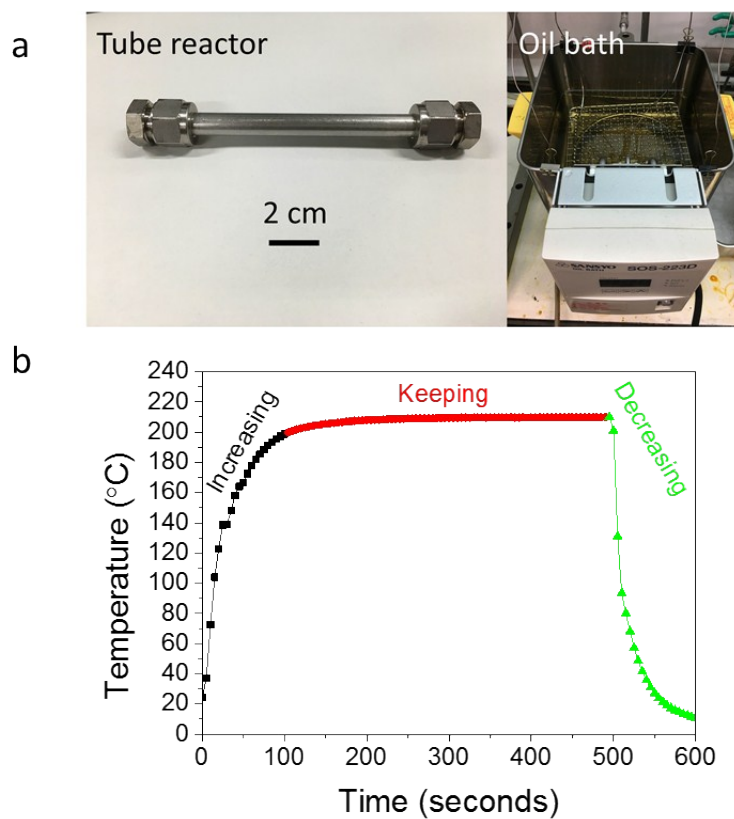 a
Tube reactor
Oil bath
2 cm
SANYO
SOS-223D
b
Temperature (°C)
240
220
200
180
160
140
120
100
80
60
40
20
0
Increasing
Keeping
Decreasing
0 100 200 300 400 500 600
Time (seconds)